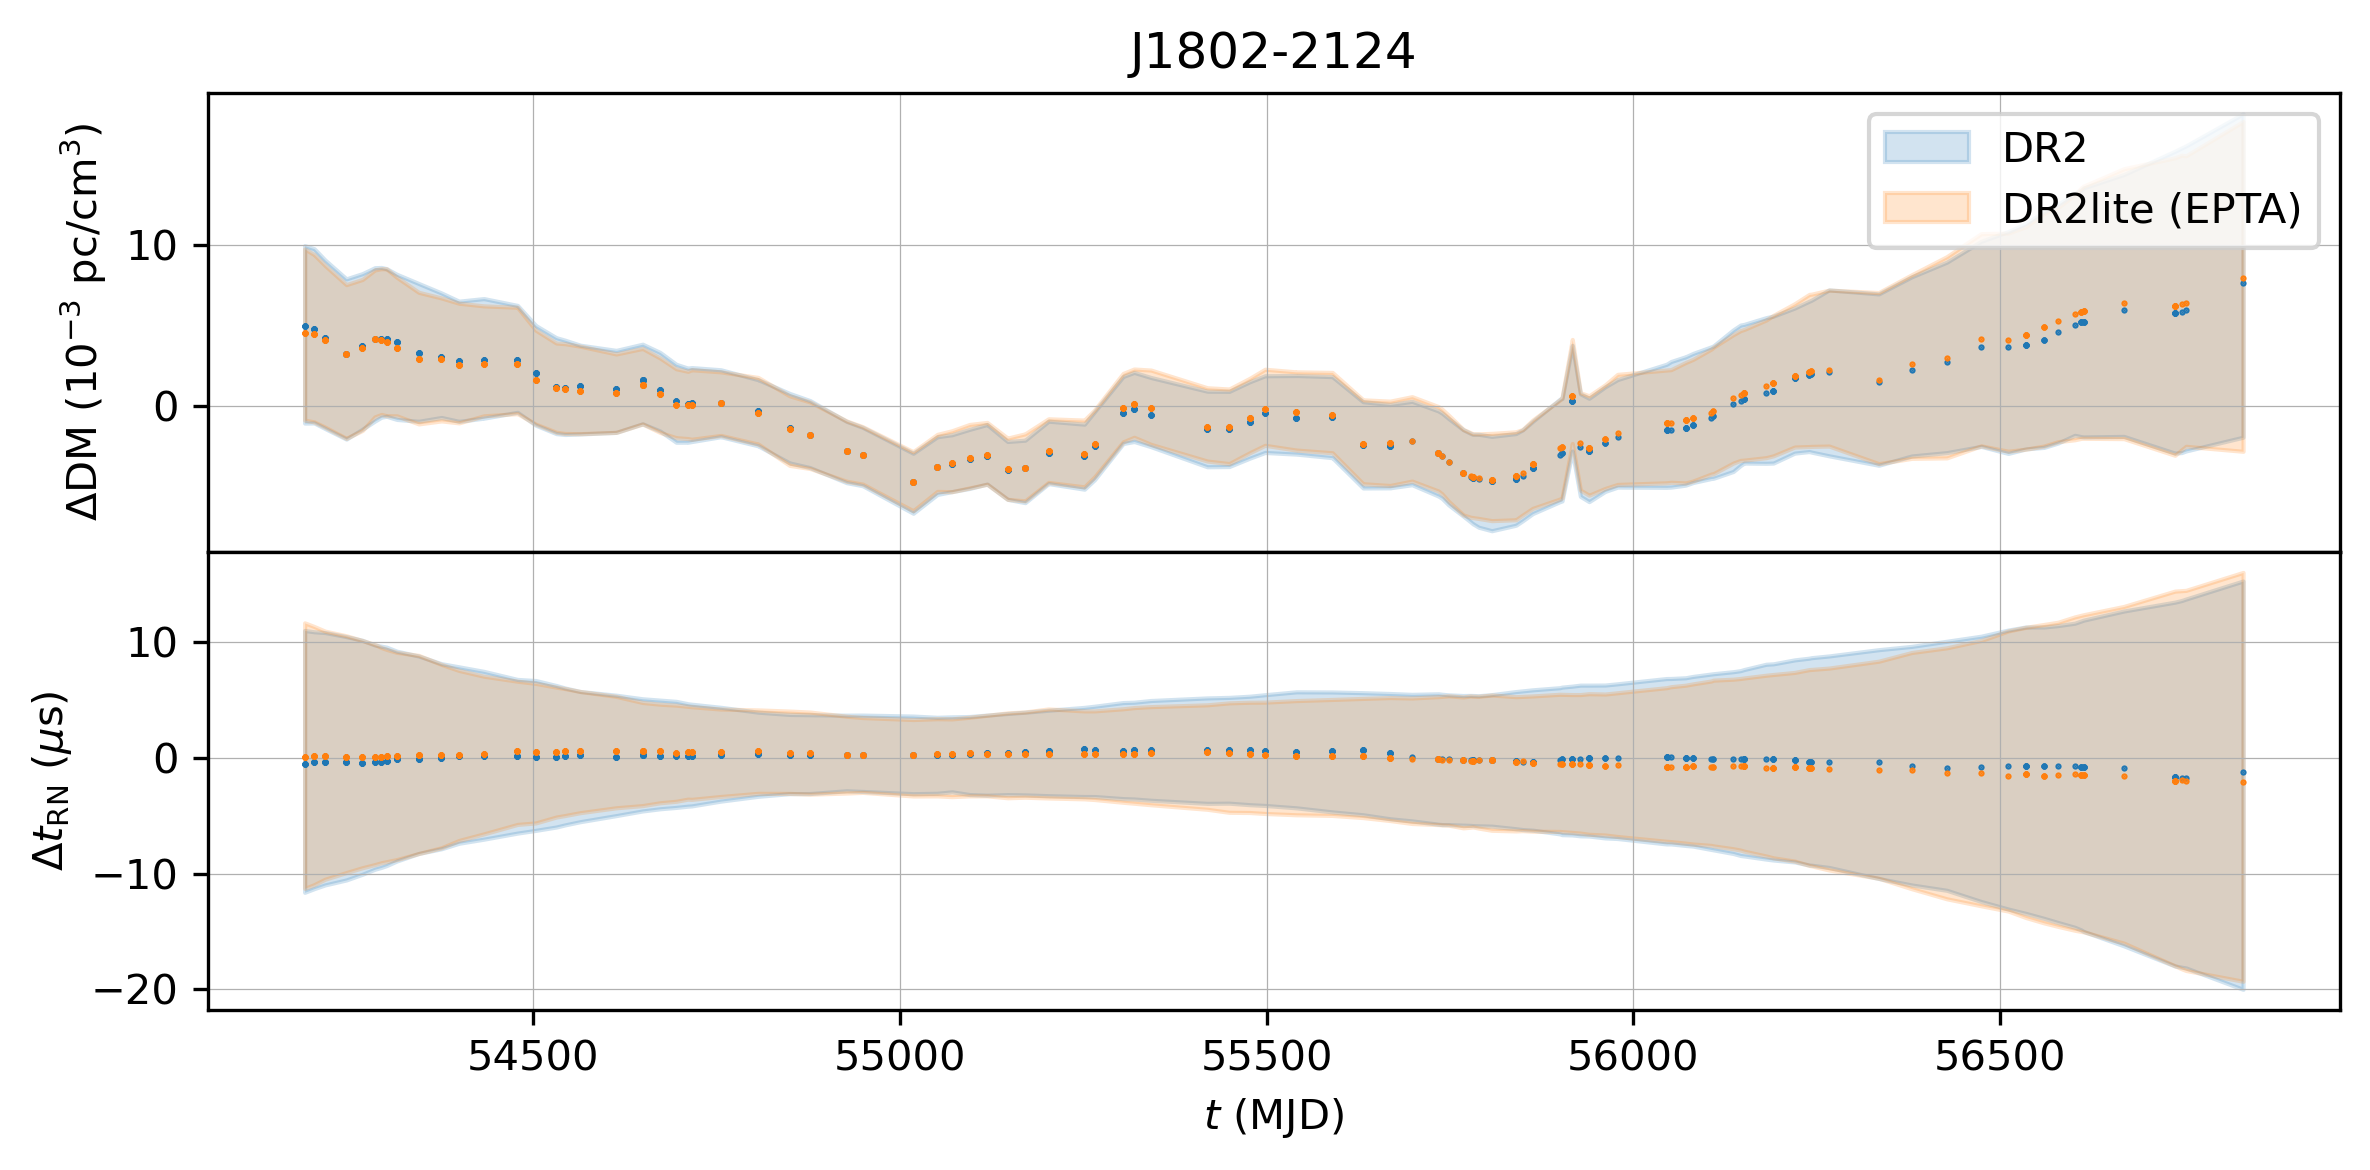 J1802-2124
ΔDM (10⁻³ pc/cm³)
10
0
DR2
DR2lite (EPTA)
Δt_RN (μs)
10
0
−10
−20
54500 55000 55500 56000 56500
t (MJD)